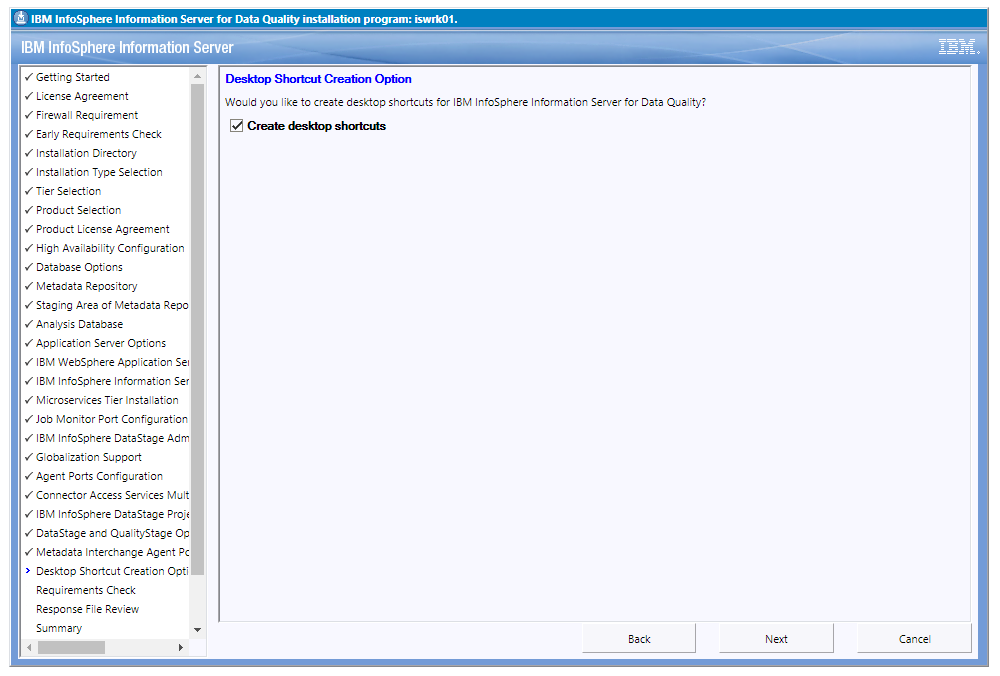 IBM InfoSphere Information Server for Data Quality installation program: iswrk01.
IBM InfoSphere Information Server
IBM.
Getting Started
License Agreement
Firewall Requirement
Early Requirements Check
Installation Directory
Installation Type Selection
Tier Selection
Product Selection
Product License Agreement
High Availability Configuration
Database Options
Metadata Repository
Staging Area of Metadata Repo
Analysis Database
Application Server Options
IBM WebSphere Application Ser
IBM InfoSphere Information Ser
Microservices Tier Installation
Job Monitor Port Configuration
IBM InfoSphere DataStage Adm
Globalization Support
Agent Ports Configuration
Connector Access Services Mult
IBM InfoSphere DataStage Proje
DataStage and QualityStage Op
Metadata Interchange Agent Po
Desktop Shortcut Creation Opti
Requirements Check
Response File Review
Summary
Desktop Shortcut Creation Option
Would you like to create desktop shortcuts for IBM InfoSphere Information Server for Data Quality?
Create desktop shortcuts
Back
Next
Cancel